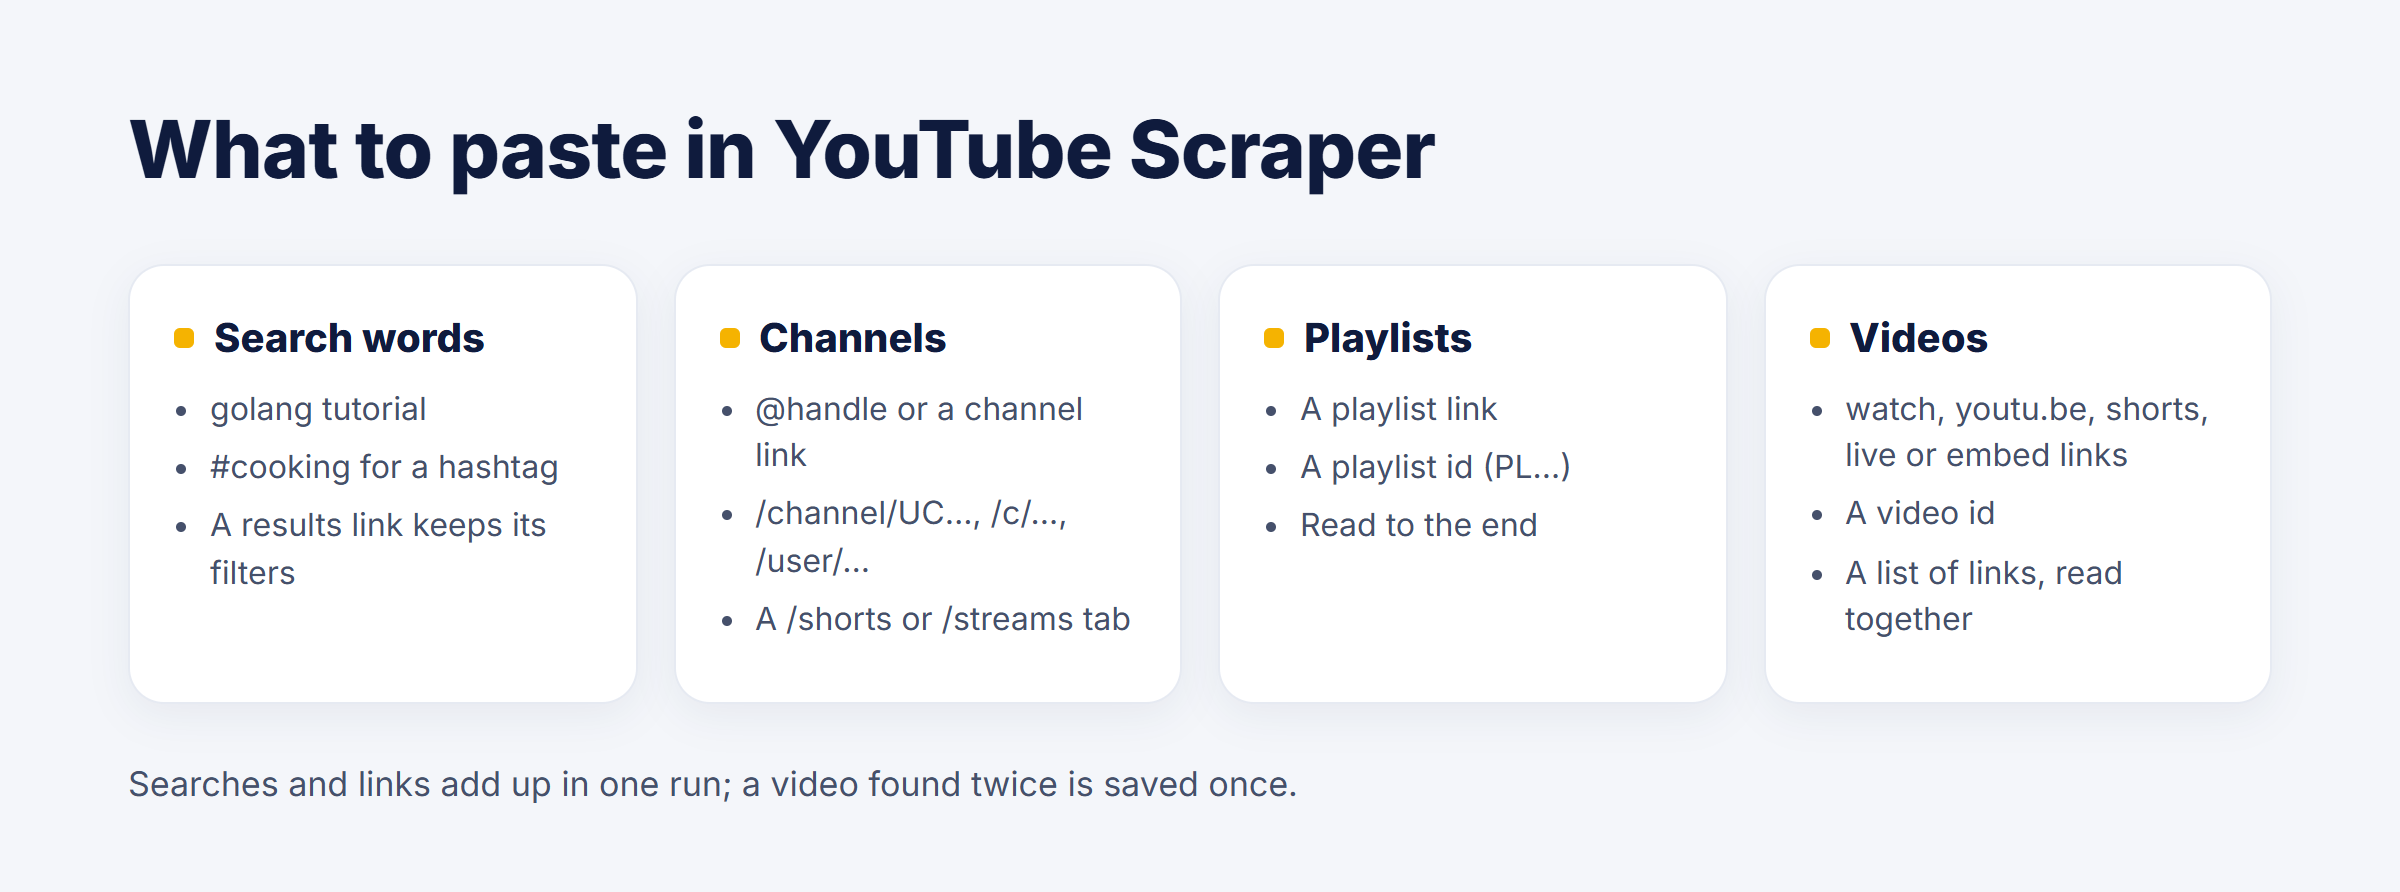 What to paste in YouTube Scraper
Search words
• golang tutorial
• #cooking for a hashtag
• A results link keeps its
filters
Channels
• @handle or a channel
link
• /channel/UC..., /c/...,
/user/...
• A /shorts or /streams tab
Playlists
• A playlist link
• A playlist id (PL...)
• Read to the end
Videos
• watch, youtu.be, shorts,
live or embed links
• A video id
• A list of links, read
together
Searches and links add up in one run; a video found twice is saved once.